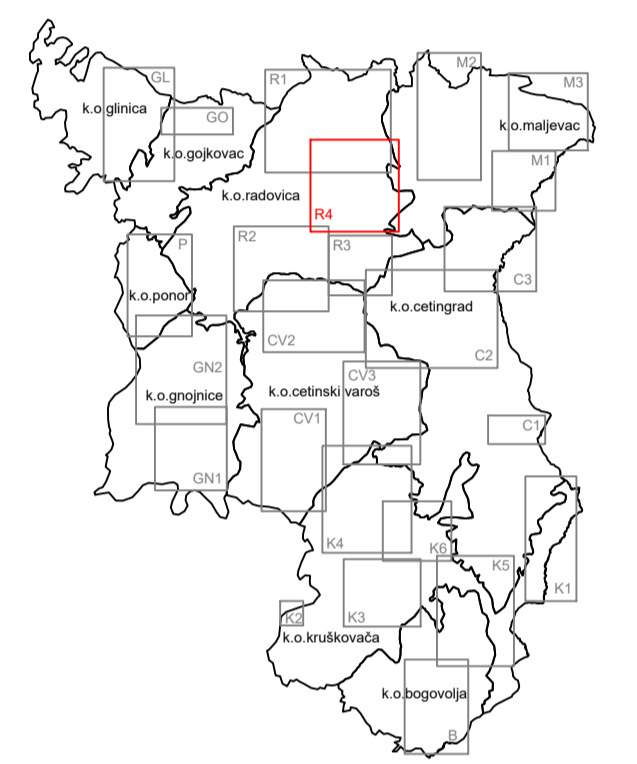 GL
R1
M2
M3
k.o.glinica
GO
k.o.maljevac
k.o.gojkovac
M1
k.o.radovica
R4
R2
P
R3
C3
k.o.ponor
k.o.cetingrad
CV2
C2
GN2
CV3
k.o.gnojnice
k.o.cetinski varoš
CV1
C1
GN1
K4
K6
K5
K1
K2
K3
k.o.kruškovača
k.o.bogovolja
B